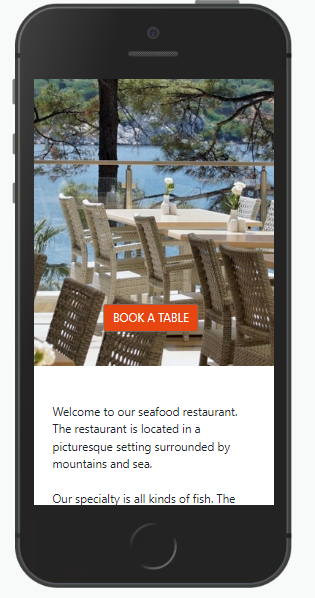 BOOK A TABLE
Welcome to our seafood restaurant.
The restaurant is located in a
picturesque setting surrounded by
mountains and sea.
Our specialty is all kinds of fish. The